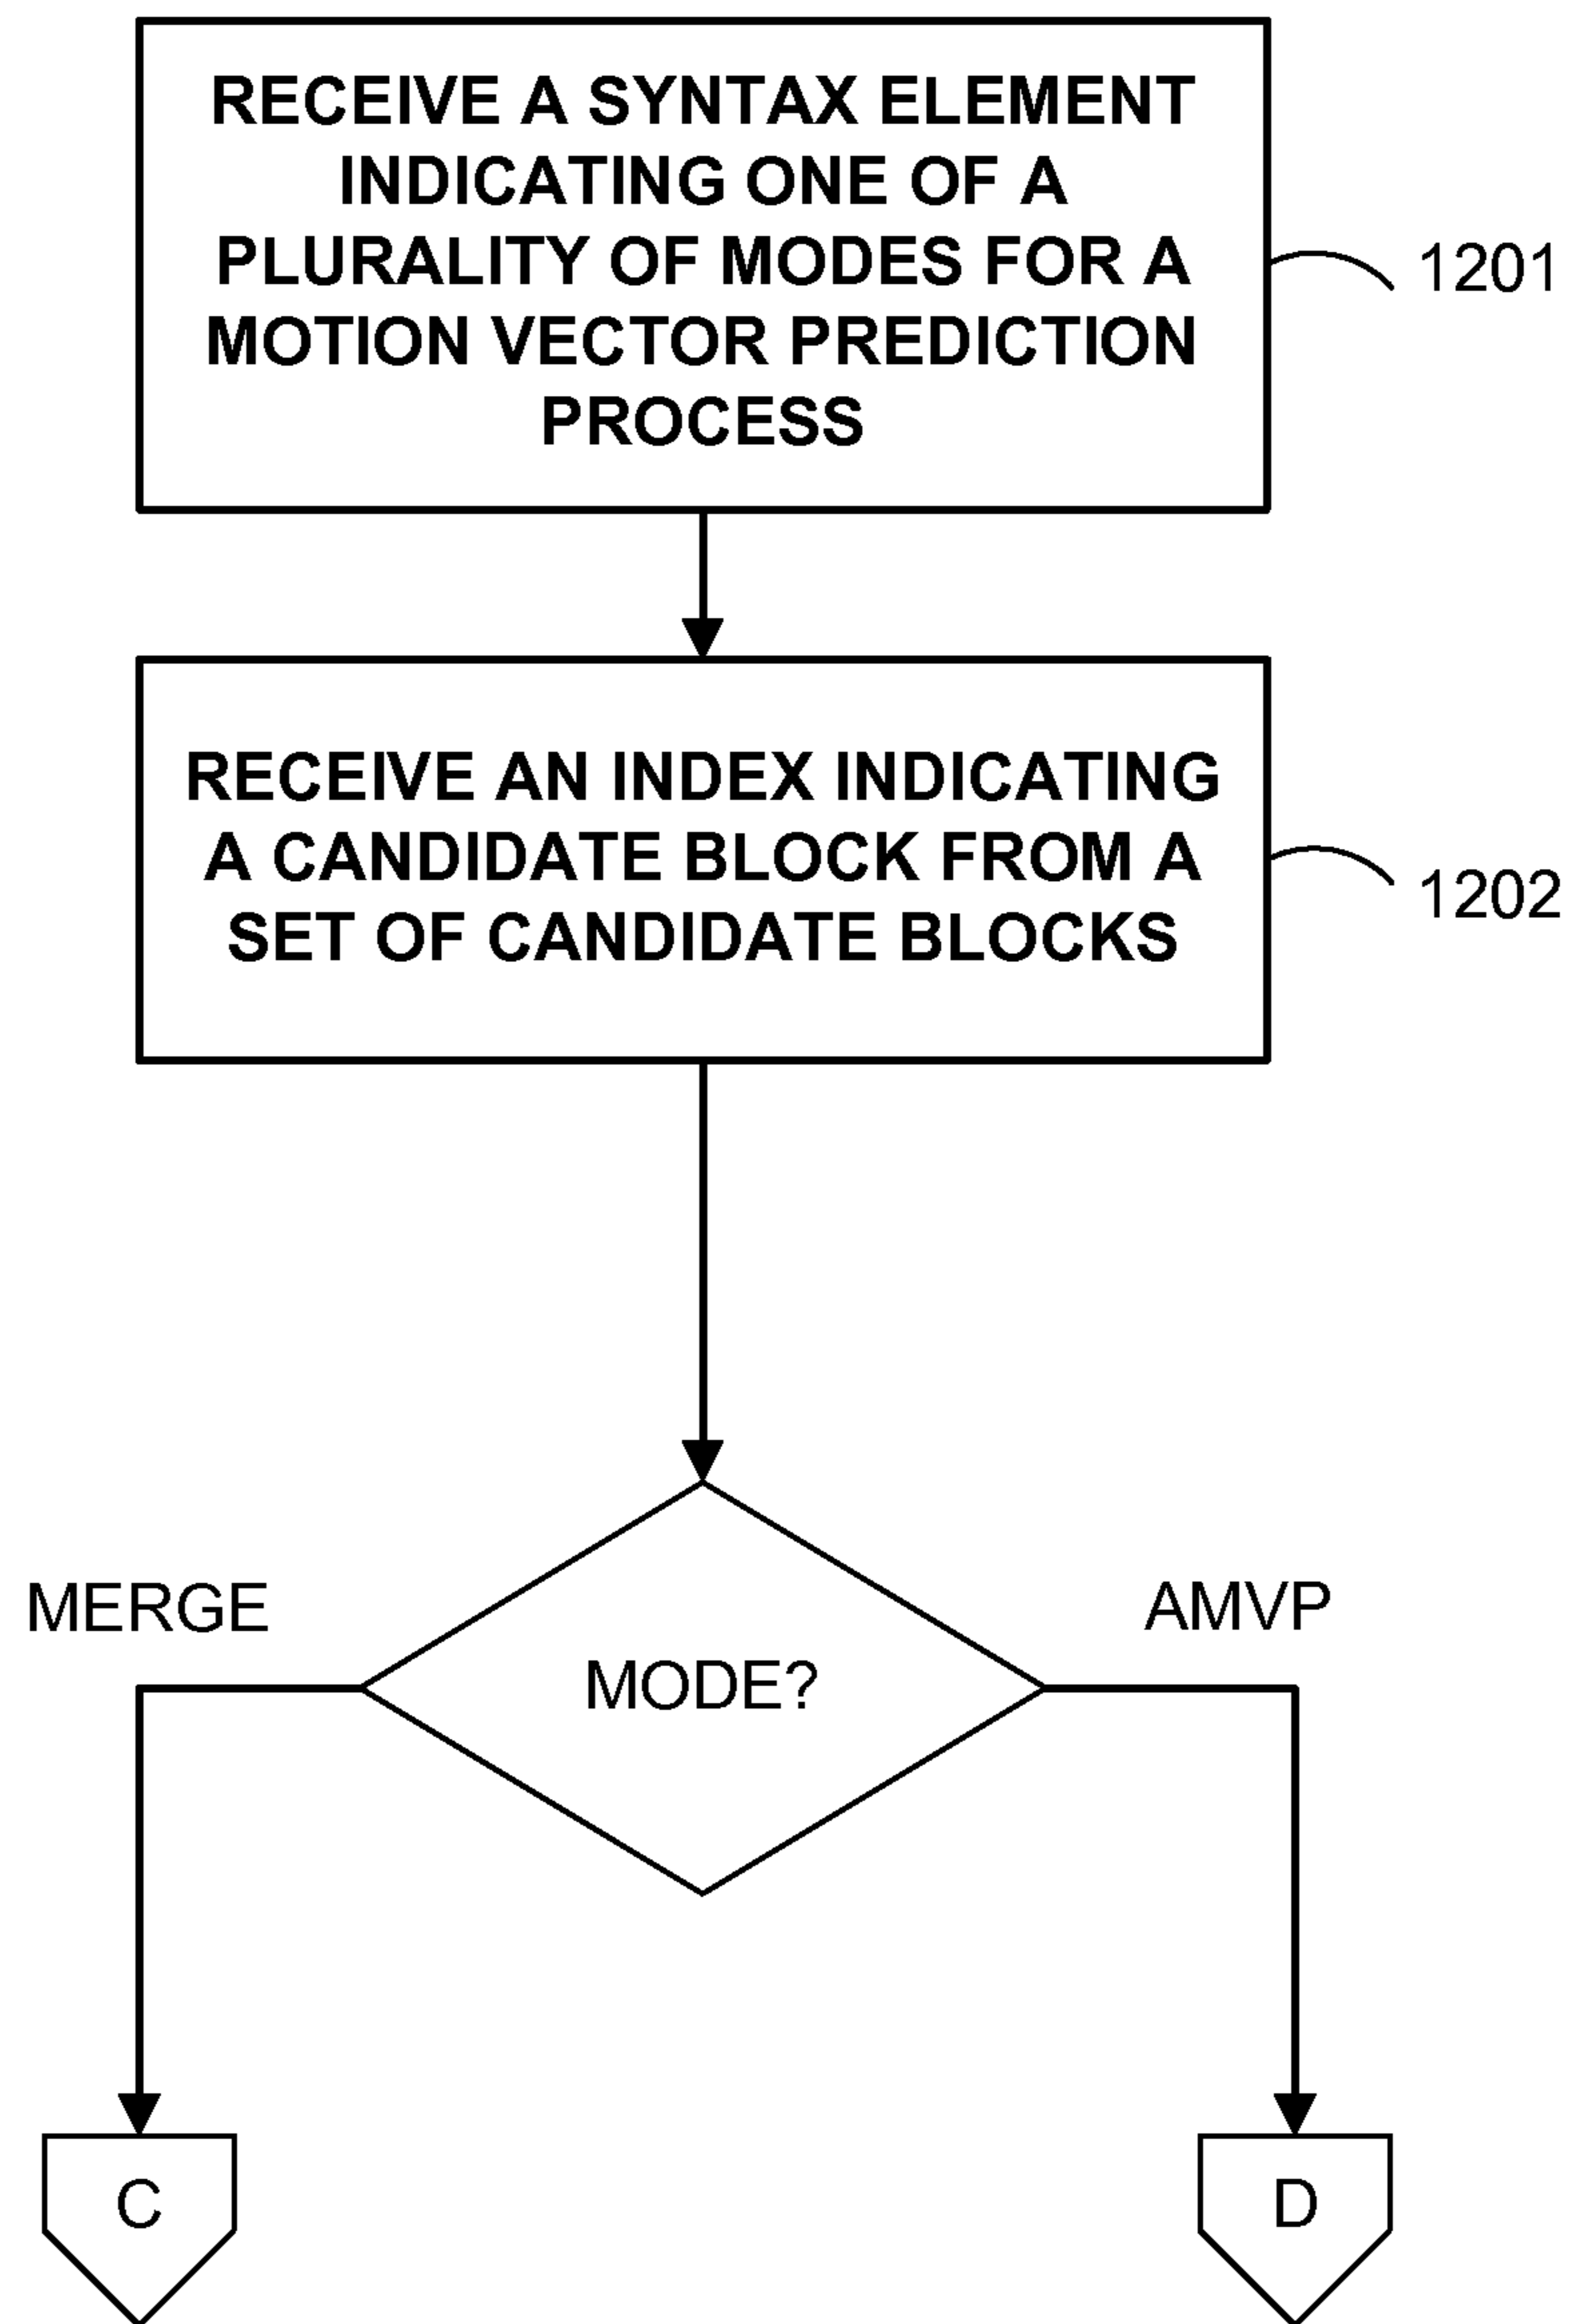 RECEIVE A SYNTAX ELEMENT
INDICATING ONE OF A
PLURALITY OF MODES FOR A
MOTION VECTOR PREDICTION
PROCESS
1201
RECEIVE AN INDEX INDICATING
A CANDIDATE BLOCK FROM A
SET OF CANDIDATE BLOCKS
1202
MERGE
AMVP
MODE?
C
D